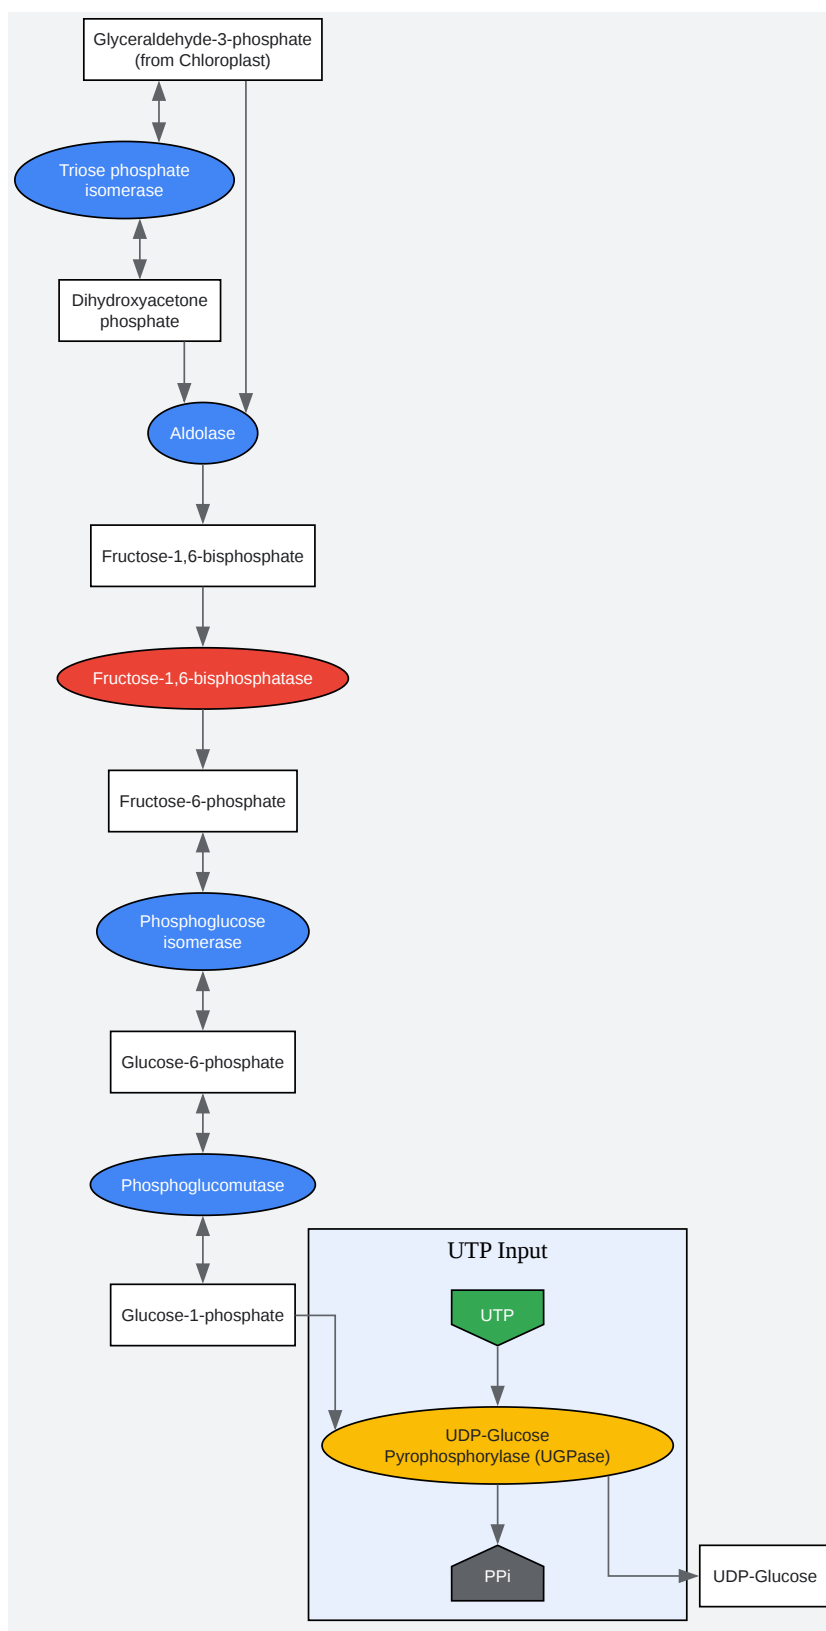 Glyceraldehyde-3-phosphate
(from Chloroplast)
Triose phosphate
isomerase
Dihydroxyacetone
phosphate
Aldolase
Fructose-1,6-bisphosphate
Fructose-1,6-bisphosphatase
Fructose-6-phosphate
Phosphoglucose
isomerase
Glucose-6-phosphate
Phosphoglucomutase
UTP Input
Glucose-1-phosphate
UTP
UDP-Glucose
Pyrophosphorylase (UGPase)
PPi
UDP-Glucose